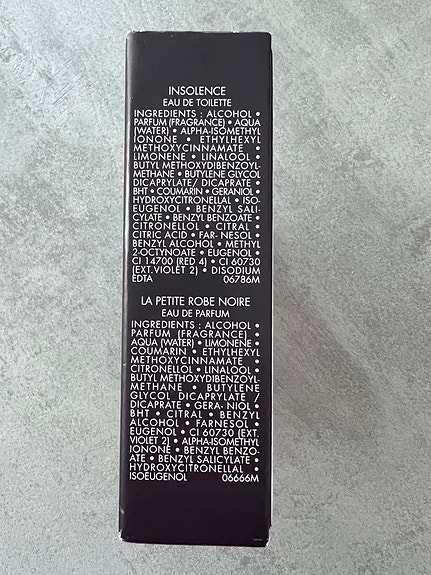 INSOLENCE
EAU DE TOILETTE
INGREDIENTS : ALCOHOL •
PARFUM (FRAGRANCE) • AQUA
(WATER) • ALPHA-ISOMETHYL
IONONE • ETHYLHEXYL
METHOXYCINNAMATE •
LIMONENE • LINALOOL •
BUTYL METHOXYDIBENZOYL-
METHANE • BUTYLENE GLYCOL
DICAPRYLATE/ DICAPRATE •
BHT • COUMARIN • GERANIOL •
HYDROXYCITRONELLAL • ISO-
EUGENOL • BENZYL SALI-
CYLATE • BENZYL BENZOATE •
CITRONELLOL • CITRAL •
CITRIC ACID • FAR- NESOL •
BENZYL ALCOHOL • METHYL
2-OCTYNOATE • EUGENOL •
CI 14700 (RED 4) • CI 60730
(EXT.VIOLET 2) • DISODIUM
EDTA 06786M
LA PETITE ROBE NOIRE
EAU DE PARFUM
INGREDIENTS : ALCOHOL •
PARFUM (FRAGRANCE) •
AQUA (WATER) • LIMONENE •
COUMARIN • ETHYLHEXYL
METHOXYCINNAMATE •
CITRONELLOL • LINALOOL •
BUTYL METHOXYDIBENZOYL-
METHANE • BUTYLENE
GLYCOL DICAPRYLATE /
DICAPRATE • GERA- NIOL •
BHT • CITRAL • BENZYL
ALCOHOL • FARNESOL •
EUGENOL • CI 60730 (EXT.
VIOLET 2) • ALPHA-ISOMETHYL
IONONE • BENZYL BENZO-
ATE • BENZYL SALICYLATE •
HYDROXYCITRONELLAL •
ISOEUGENOL 06666M